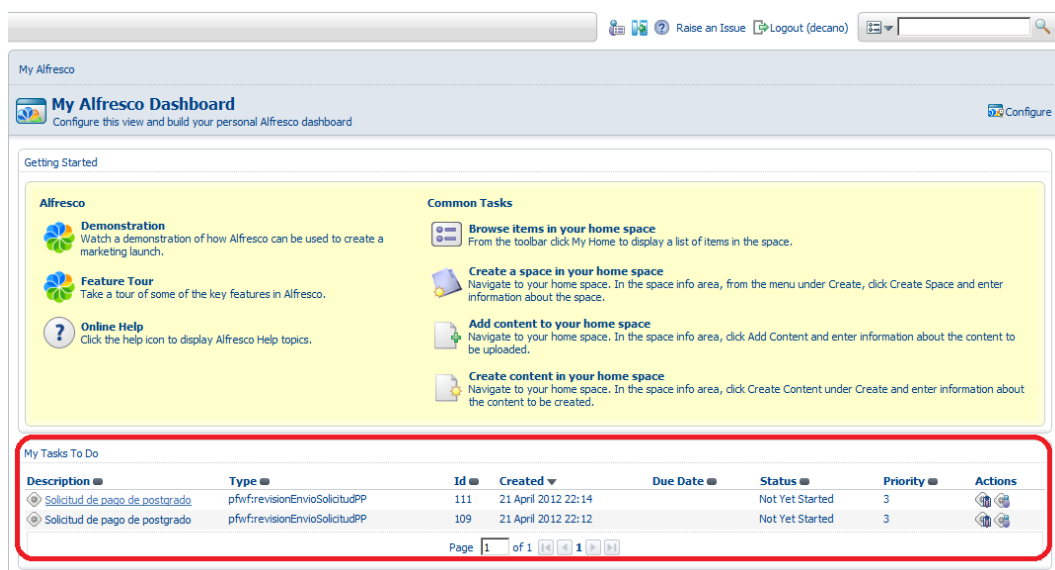 Raise an Issue Logout (decano)
My Alfresco
My Alfresco Dashboard
Configure this view and build your personal Alfresco dashboard
Configure
Getting Started
Alfresco
Demonstration
Watch a demonstration of how Alfresco can be used to create a
marketing launch.
Feature Tour
Take a tour of some of the key features in Alfresco.
Online Help
Click the help icon to display Alfresco Help topics.
Common Tasks
Browse items in your home space
From the toolbar click My Home to display a list of items in the space.
Create a space in your home space
Navigate to your home space. In the space info area, from the menu under Create, click Create Space and enter
information about the space.
Add content to your home space
Navigate to your home space. In the space info area, click Add Content and enter information about the content to
be uploaded.
Create content in your home space
Navigate to your home space. In the space info area, click Create Content under Create and enter information about
the content to be created.
My Tasks To Do
Description Type Id Created Due Date Status Priority Actions
Solicitud de pago de postgrado pfwf:revisionEnvioSolicitudPP 111 21 April 2012 22:14 Not Yet Started 3
Solicitud de pago de postgrado pfwf:revisionEnvioSolicitudPP 109 21 April 2012 22:12 Not Yet Started 3
Page 1 of 1 1